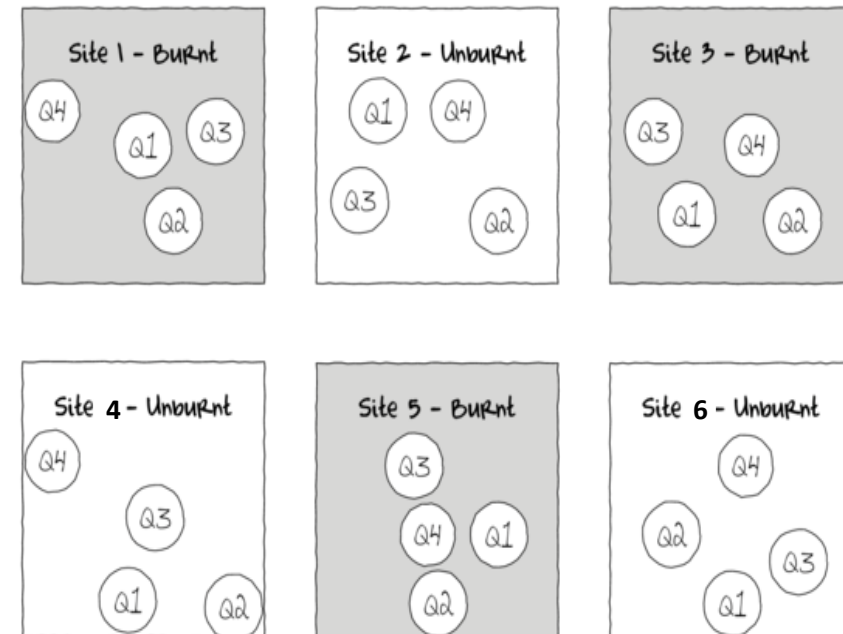 Site 1 - Burnt
Q4
Q1
Q3
Q2
Site 2 - Unburnt
Q1
Q4
Q3
Q2
Site 3 - Burnt
Q3
Q4
Q1
Q2
Site 4 - Unburnt
Q4
Q3
Q1
Q2
Site 5 - Burnt
Q3
Q4
Q1
Q2
Site 6 - Unburnt
Q4
Q2
Q3
Q1